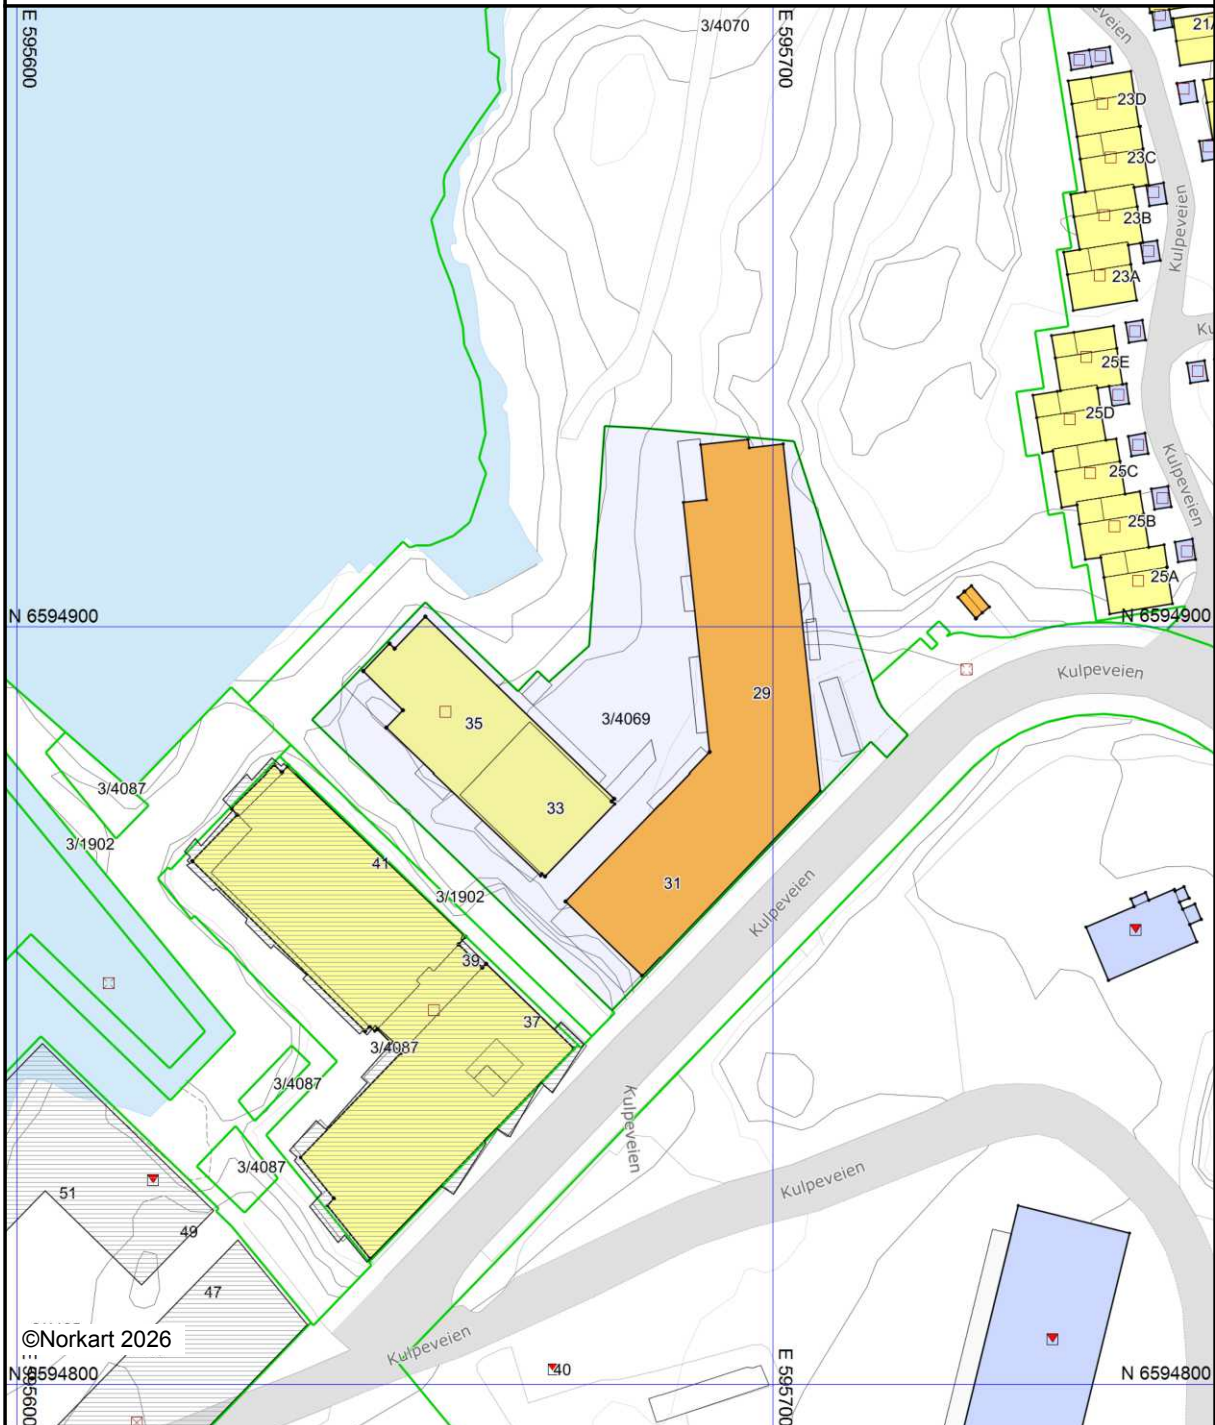 E 595600
3/4070
E 595700
Kulpeveien
23D
23C
23B
Kulpeveien
23A
25E
25D
25C
Kulpeveien
25B
25A
N 6594900
N 6594900
Kulpeveien
29
35
3/4069
3/4087
33
3/1902
41
31
3/1902
Kulpeveien
39
37
3/4087
3/4087
Kulpeveien
3/4087
Kulpeveien
51
49
47
©Norkart 2026
Kulpeveien
40
N 6594800
E 595700
N 6594800